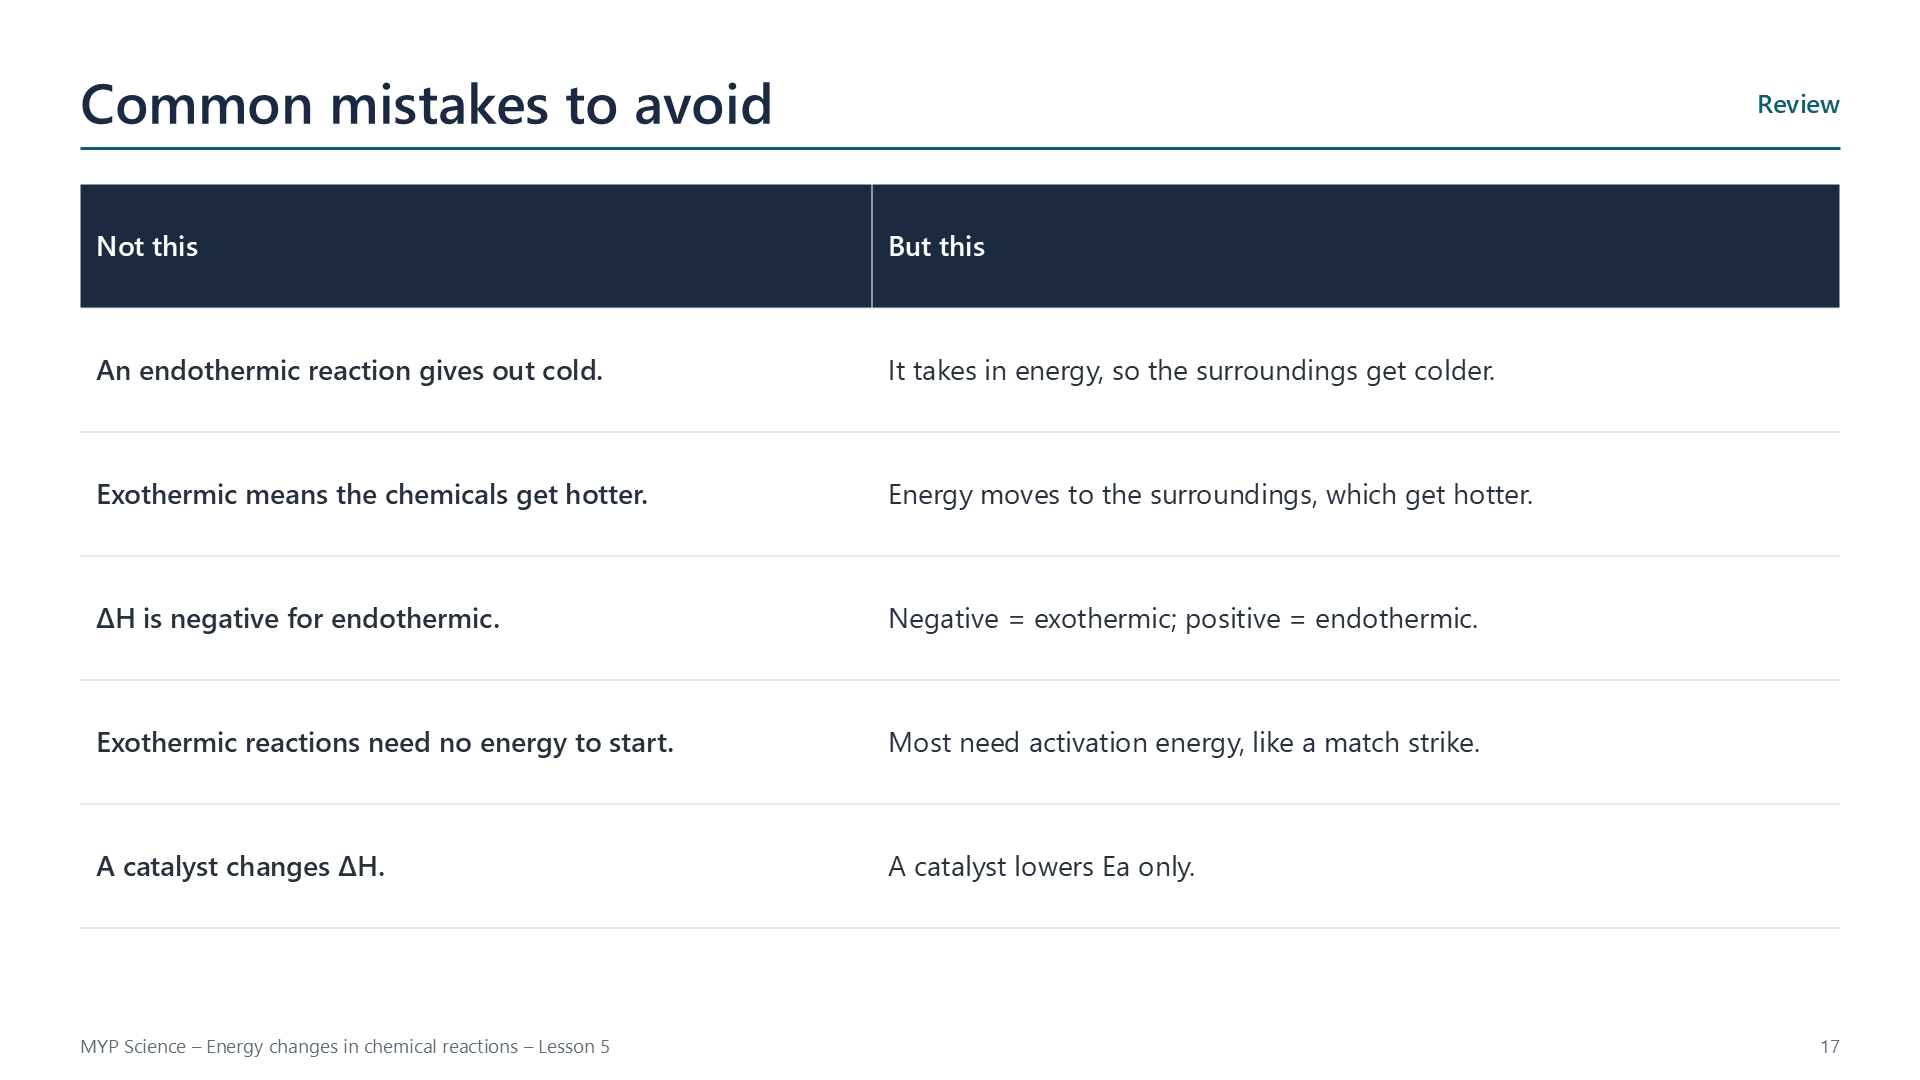 Common mistakes to avoid
Review
Not this
But this
An endothermic reaction gives out cold.
It takes in energy, so the surroundings get colder.
Exothermic means the chemicals get hotter.
Energy moves to the surroundings, which get hotter.
ΔH is negative for endothermic.
Negative = exothermic; positive = endothermic.
Exothermic reactions need no energy to start.
Most need activation energy, like a match strike.
A catalyst changes ΔH.
A catalyst lowers Ea only.
MYP Science – Energy changes in chemical reactions – Lesson 5
17